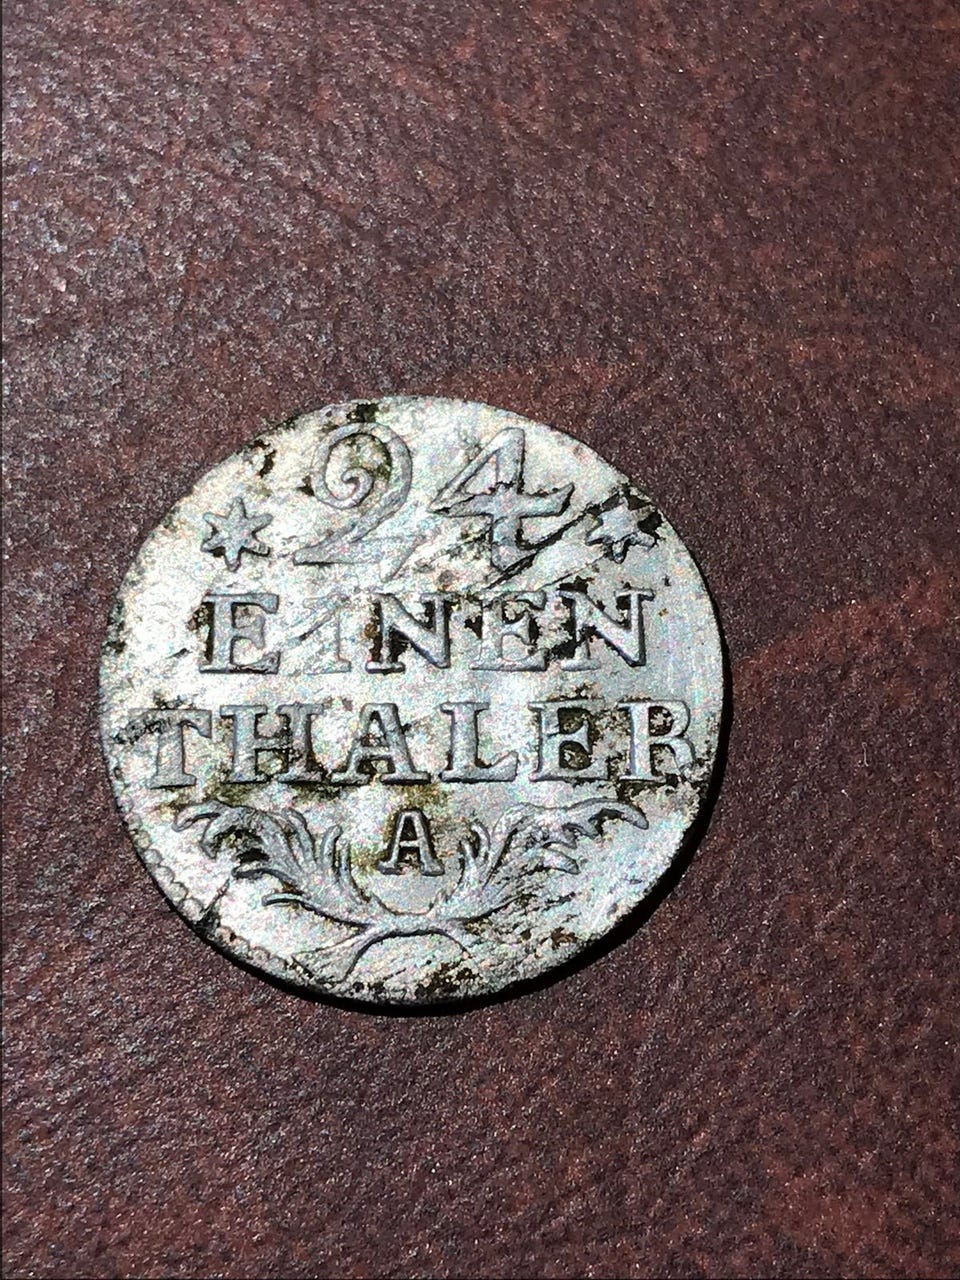 * 24 *
EINEN
THALER
A